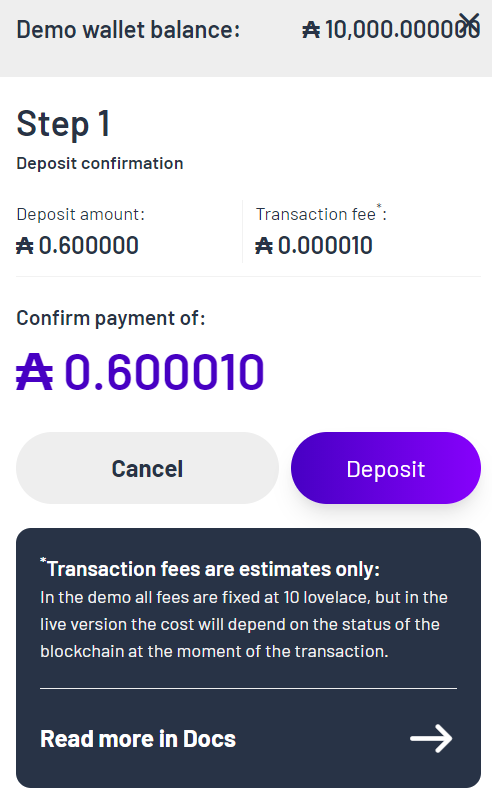 Demo wallet balance: ₳ 10,000.000000
Step 1
Deposit confirmation
Deposit amount: Transaction fee*:
₳ 0.600000 ₳ 0.000010
Confirm payment of:
₳ 0.600010
Cancel Deposit
*Transaction fees are estimates only:
In the demo all fees are fixed at 10 lovelace, but in the
live version the cost will depend on the status of the
blockchain at the moment of the transaction.
Read more in Docs